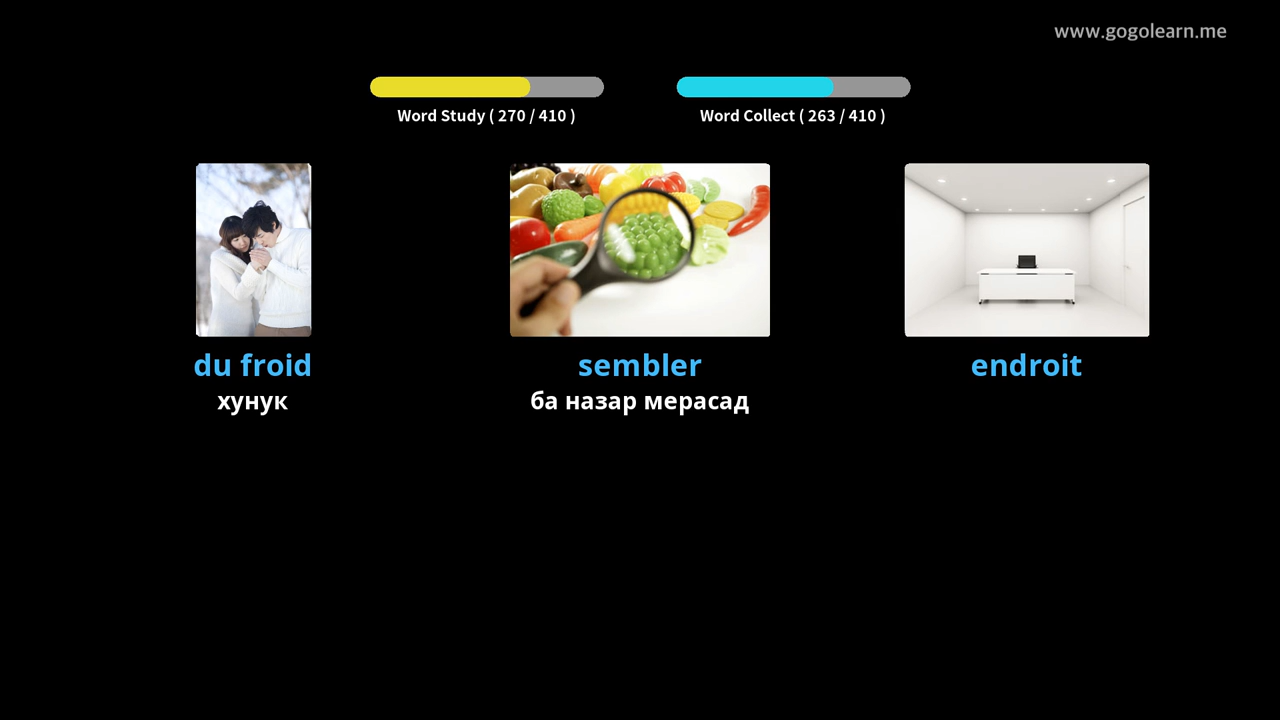 www.gogolearn.me
Word Study ( 270 / 410 )
Word Collect ( 263 / 410 )
du froid
хунук
sembler
ба назар мерасад
endroit